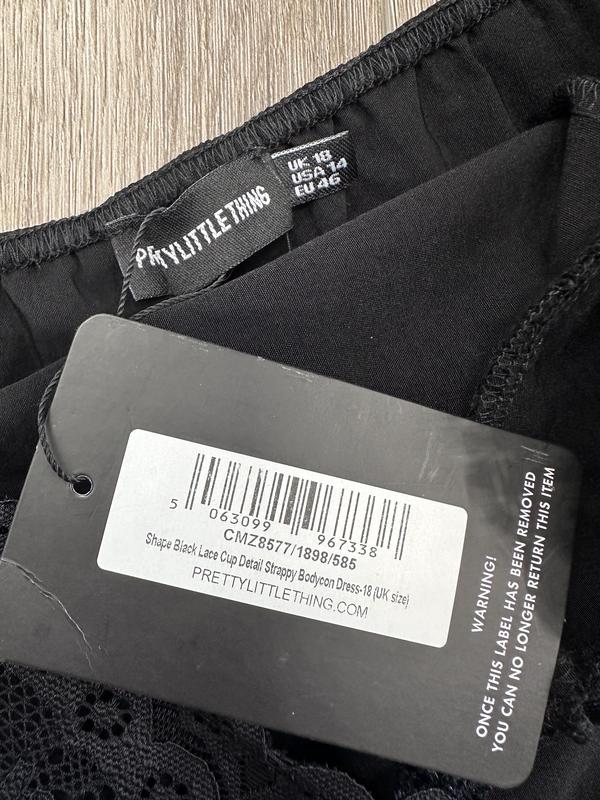 UK 18
USA 14
EU 46
PRETTYLITTLETHING
5 063099 967338
CMZ8577/1898/585
Shape Black Lace Cup Detail Strappy Bodycon Dress-18 (UK size)
PRETTYLITTLETHING.COM
WARNING!
ONCE THIS LABEL HAS BEEN REMOVED
YOU CAN NO LONGER RETURN THIS ITEM